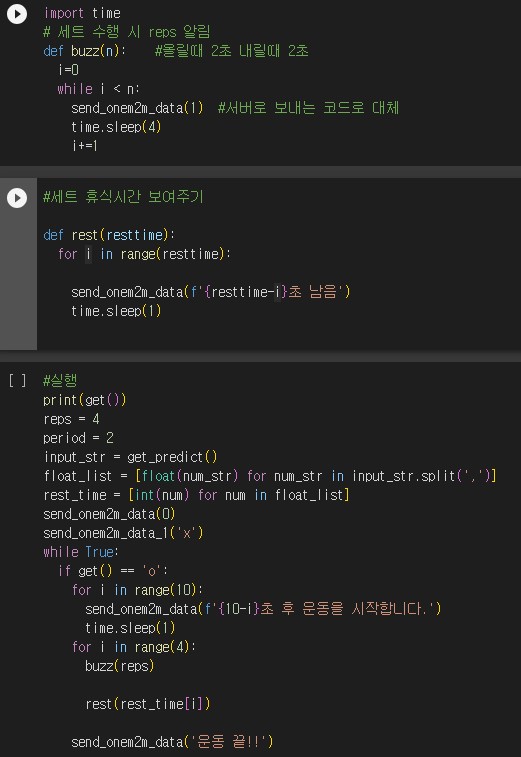 import time
# 세트 수행 시 reps 알림
def buzz(n):    #올릴때 2초 내릴때 2초
  i=0
  while i < n:
    send_onem2m_data(1)  #서버로 보내는 코드로 대체
    time.sleep(4)
    i+=1
#세트 휴식시간 보여주기
def rest(resttime):
  for i in range(resttime):
    send_onem2m_data(f'{resttime-i}초 남음')
    time.sleep(1)
[ ] #실행
print(get())
reps = 4
period = 2
input_str = get_predict()
float_list = [float(num_str) for num_str in input_str.split(',')]
rest_time = [int(num) for num in float_list]
send_onem2m_data(0)
send_onem2m_data_1('x')
while True:
  if get() == 'o':
    for i in range(10):
      send_onem2m_data(f'{10-i}초 후 운동을 시작합니다.')
      time.sleep(1)
    for i in range(4):
      buzz(reps)
      rest(rest_time[i])
    send_onem2m_data('운동 끝!!')